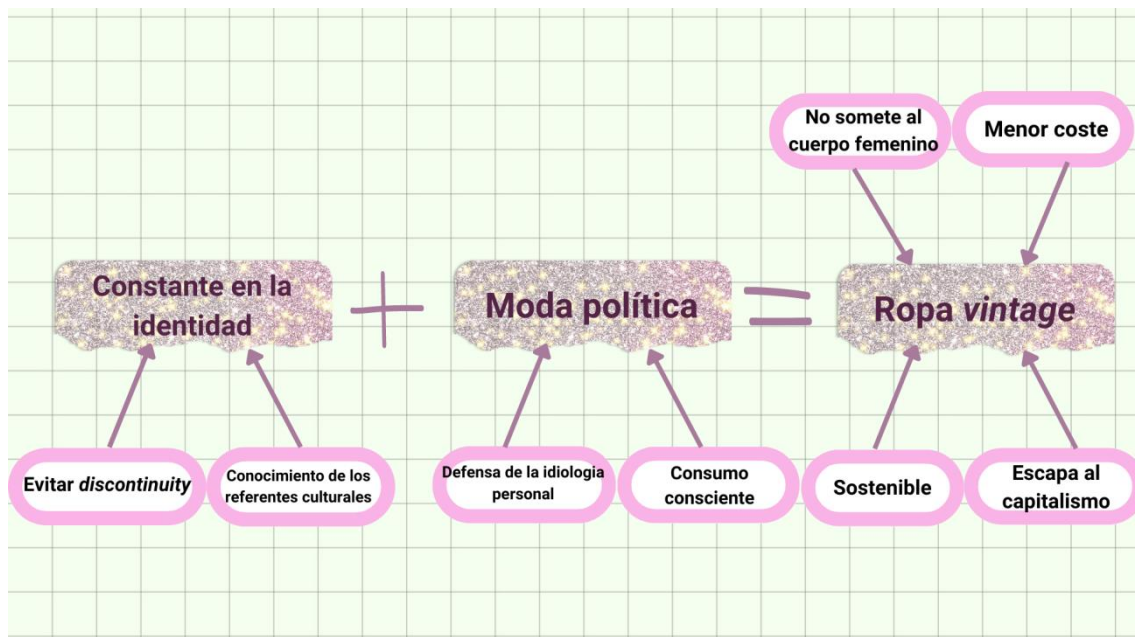 No somete al
cuerpo femenino
Menor coste
Constante en la
identidad
+
Moda política
=
Ropa vintage
Evitar discontinuity
Conocimiento de los
referentes culturales
Defensa de la idiologia
personal
Consumo
consciente
Sostenible
Escapa al
capitalismo